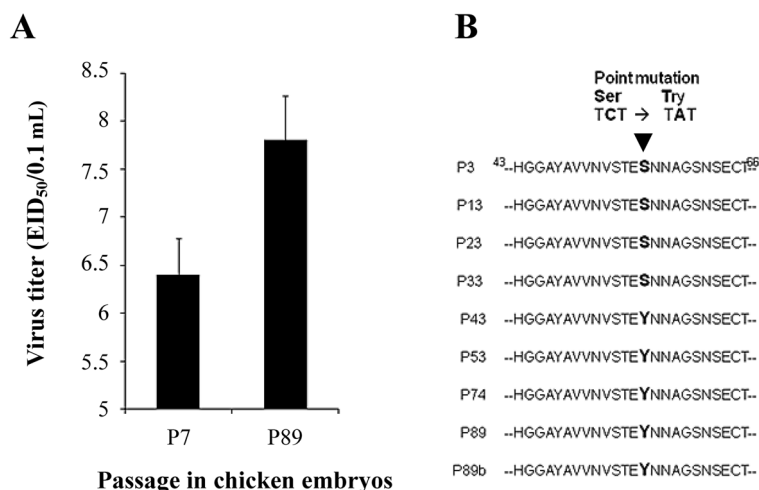 A
Virus titer (EID50/0.1 mL)
8.5
8
7.5
7
6.5
6
5.5
5
P7 P89
Passage in chicken embryos
B
Point mutation
Ser Try
TCT → TAT
P3 43--HGGAYAVVNVSTESNNAGSNSECT--66
P13 --HGGAYAVVNVSTESNNAGSNSECT--
P23 --HGGAYAVVNVSTESNNAGSNSECT--
P33 --HGGAYAVVNVSTESNNAGSNSECT--
P43 --HGGAYAVVNVSTEYNNAGSNSECT--
P53 --HGGAYAVVNVSTEYNNAGSNSECT--
P74 --HGGAYAVVNVSTEYNNAGSNSECT--
P89 --HGGAYAVVNVSTEYNNAGSNSECT--
P89b --HGGAYAVVNVSTEYNNAGSNSECT--